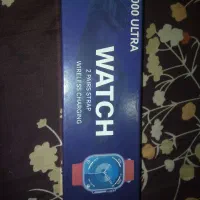 000 ULTRA
WATCH
2 PAIRS STRAP
WIRELESS CHARGING